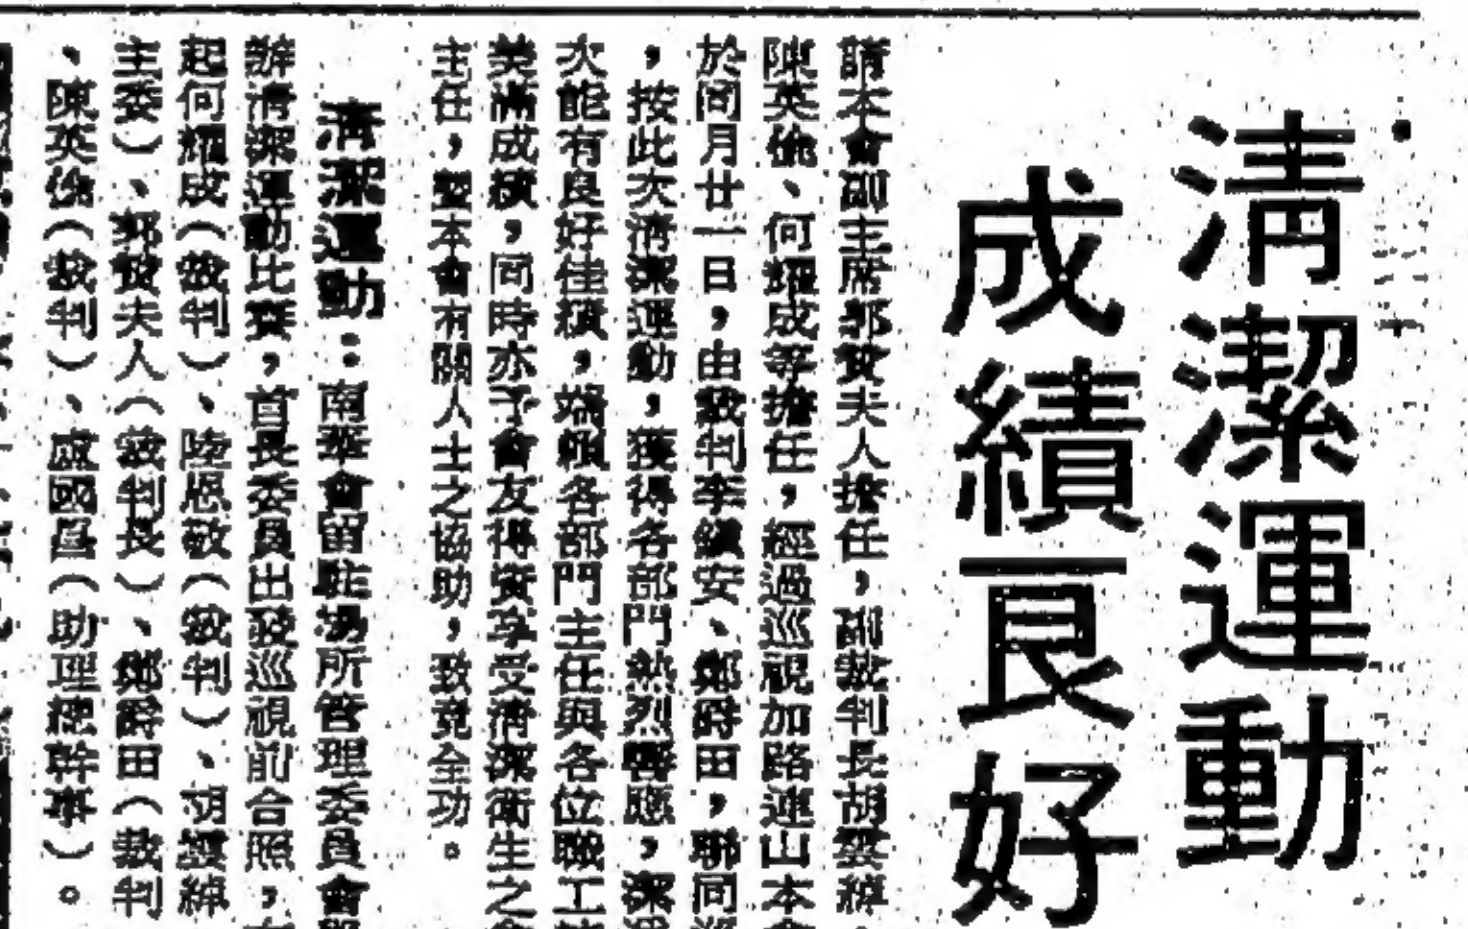 清潔運動
成績良好
請本會副主席郭贊夫人擔任，副裁判長胡雲綽
陳英儋、何耀成等擔任，經過巡視加路連山本會
於同月廿一日，由裁判李纘安、鄭爵田，聯同
，按此次清潔運動，獲得各部門熱烈響應，深
次能有良好佳績，端賴各部門主任與各位職工
美滿成績，同時亦予會友得資享受清潔衛生之
主任，暨本會有關人士之協助，致竟全功。
清潔運動：南華會留駐場所管理委員會
辦清潔運動比賽，首長委員出發巡視前合照，
起何耀成（裁判）、陸恩敬（裁判）、胡雲綽
主委）、郭贊夫人（裁判長）、鄭爵田（裁判
、陳英儋（裁判）、盧國昌（助理總幹事）。